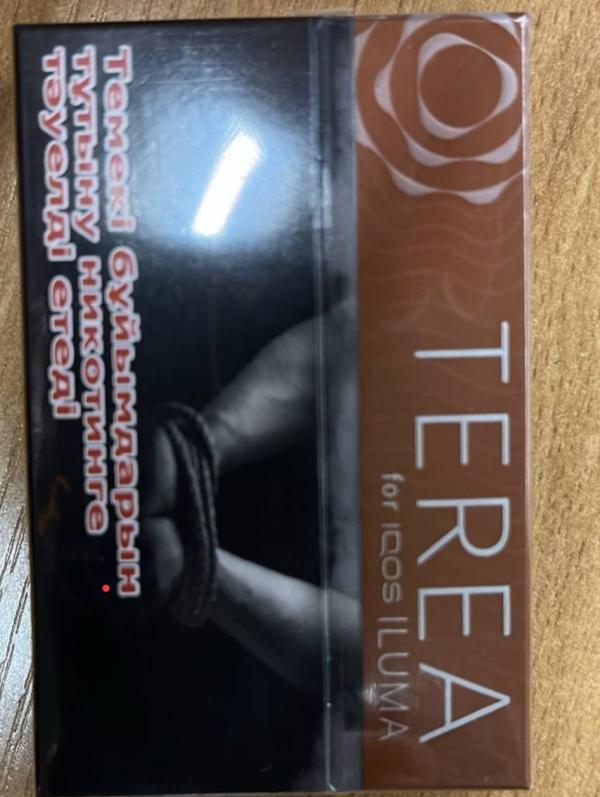 TEREA
for IQOS ILUMA
Темекі бұйымдарын
тұтыну никотинге
тәуелді етеді